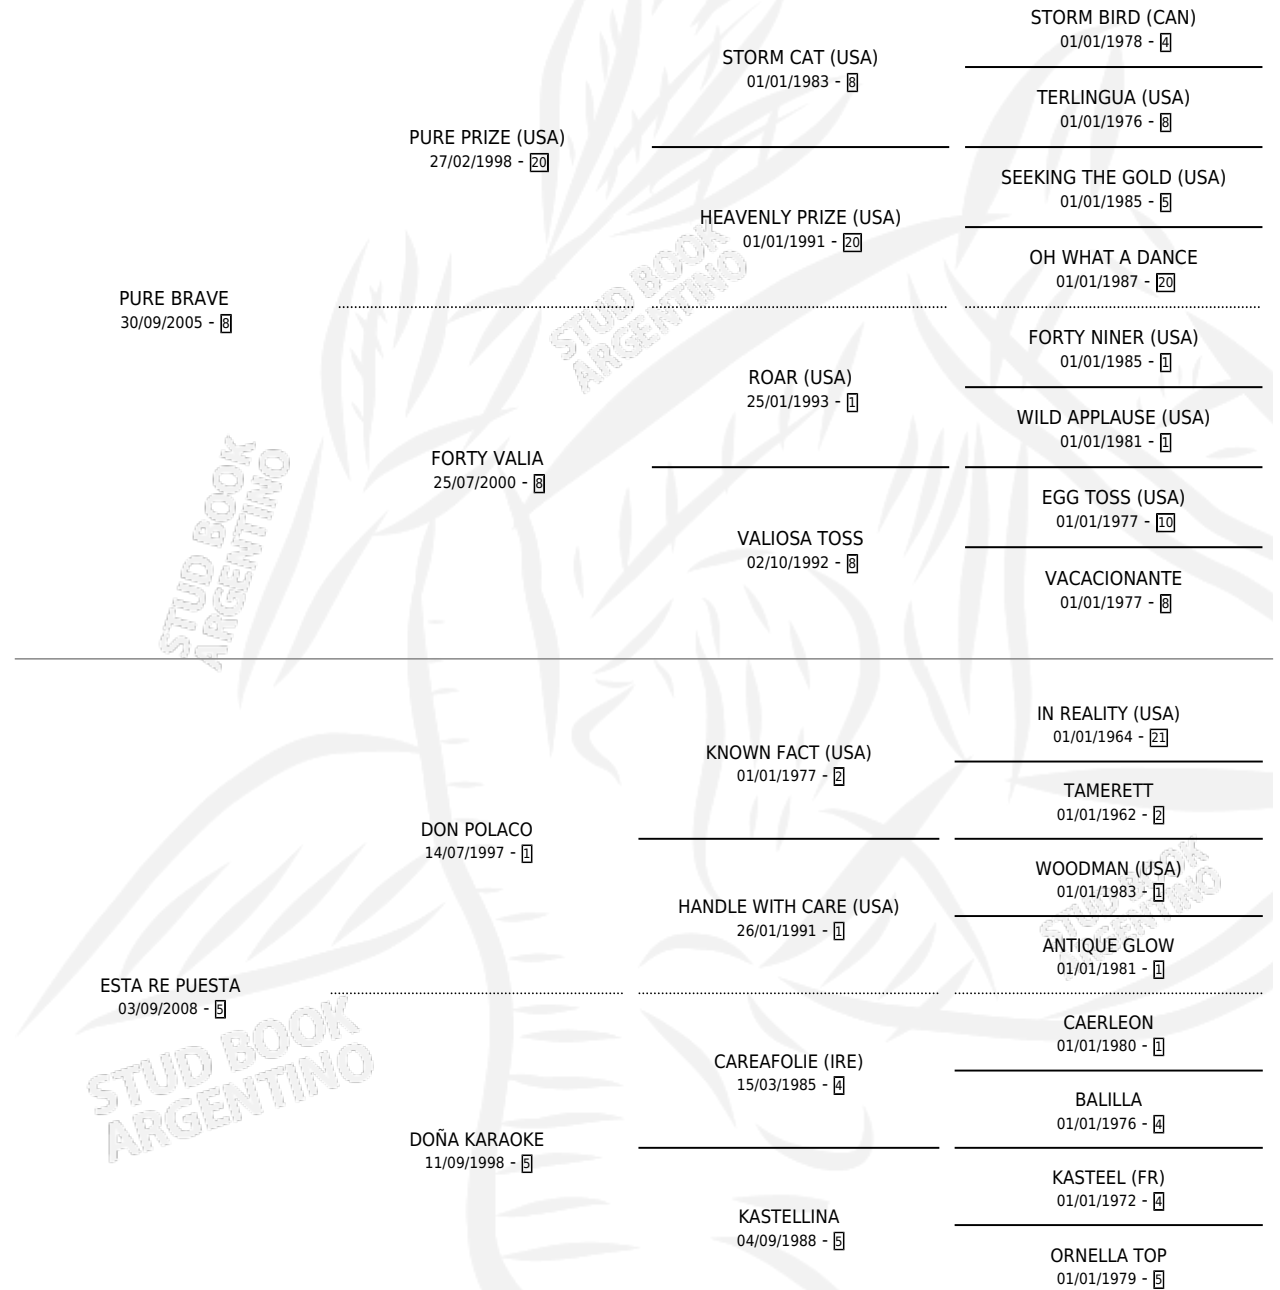 STORM BIRD (CAN)
01/01/1978 - 4
STORM CAT (USA)
01/01/1983 - 8
TERLINGUA (USA)
01/01/1976 - 8
PURE PRIZE (USA)
27/02/1998 - 20
SEEKING THE GOLD (USA)
01/01/1985 - 5
HEAVENLY PRIZE (USA)
01/01/1991 - 20
OH WHAT A DANCE
01/01/1987 - 20
PURE BRAVE
30/09/2005 - 8
FORTY NINER (USA)
01/01/1985 - 1
ROAR (USA)
25/01/1993 - 1
WILD APPLAUSE (USA)
01/01/1981 - 1
FORTY VALIA
25/07/2000 - 8
EGG TOSS (USA)
01/01/1977 - 10
VALIOSA TOSS
02/10/1992 - 8
VACACIONANTE
01/01/1977 - 8
IN REALITY (USA)
01/01/1964 - 21
KNOWN FACT (USA)
01/01/1977 - 2
TAMERETT
01/01/1962 - 2
DON POLACO
14/07/1997 - 1
WOODMAN (USA)
01/01/1983 - 1
HANDLE WITH CARE (USA)
26/01/1991 - 1
ANTIQUE GLOW
01/01/1981 - 1
ESTA RE PUESTA
03/09/2008 - 5
CAERLEON
01/01/1980 - 1
CAREAFOLIE (IRE)
15/03/1985 - 4
BALILLA
01/01/1976 - 4
DOÑA KARAOKE
11/09/1998 - 5
KASTEEL (FR)
01/01/1972 - 4
KASTELLINA
04/09/1988 - 5
ORNELLA TOP
01/01/1979 - 5
STUD BOOK
ARGENTINO
STUD BOOK
ARGENTINO
STUD BOOK
ARGENTINO
STUD BOOK
ARGENTINO